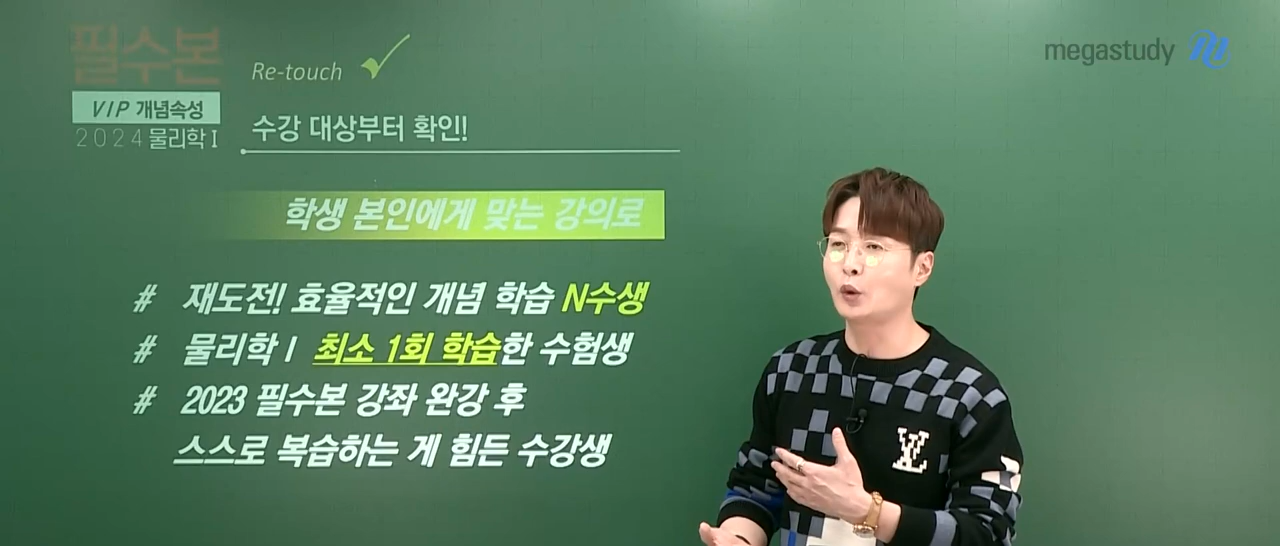 필수본
Re-touch
megastudy M
VIP 개념속성
2024 물리학 I
수강 대상부터 확인!
학생 본인에게 맞는 강의로
# 재도전! 효율적인 개념 학습 N수생
# 물리학 I 최소 1회 학습한 수험생
# 2023 필수본 강좌 완강 후
스스로 복습하는 게 힘든 수강생
LV